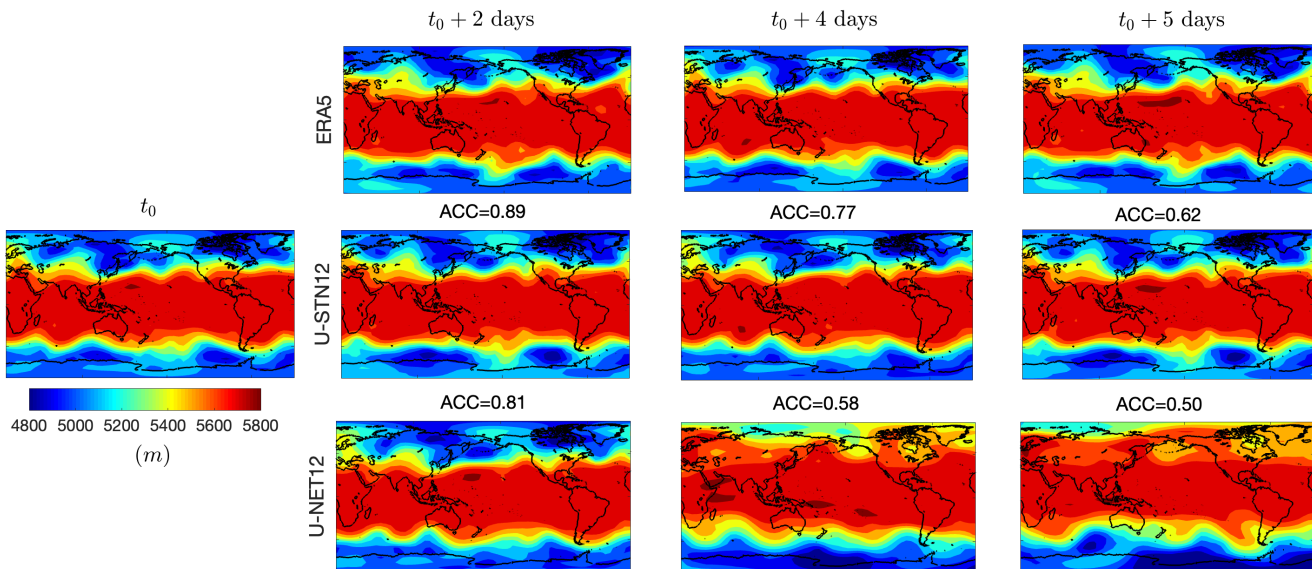 t₀ + 2 days
t₀ + 4 days
t₀ + 5 days
ERA5
t₀
ACC=0.89
ACC=0.77
ACC=0.62
U-STN12
4800 5000 5200 5400 5600 5800
(m)
ACC=0.81
ACC=0.58
ACC=0.50
U-NET12